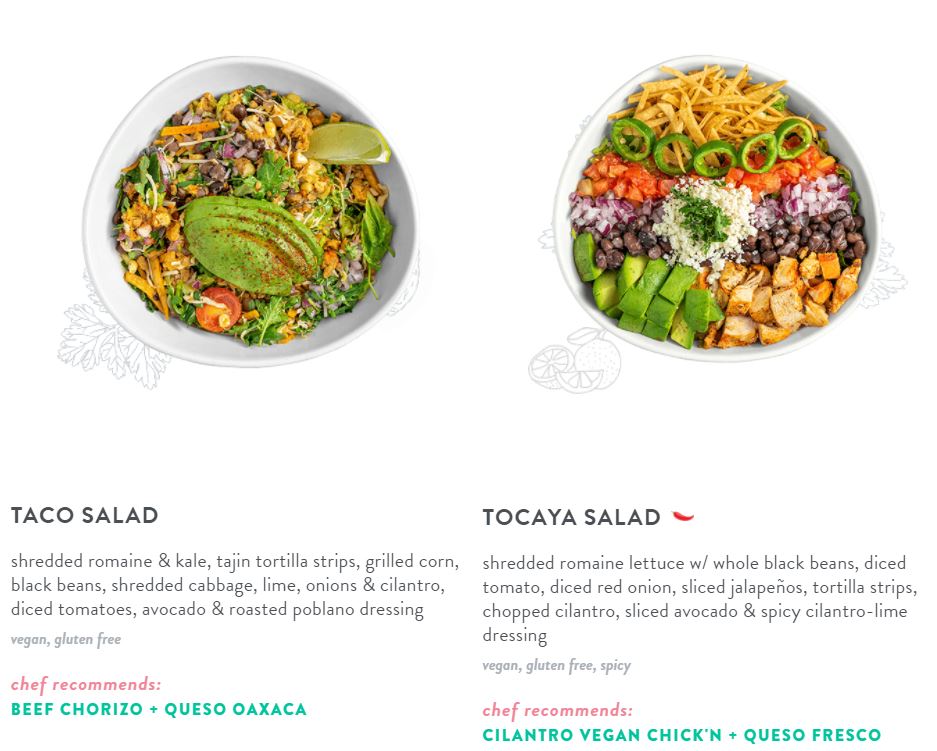 TACO SALAD
shredded romaine & kale, tajin tortilla strips, grilled corn,
black beans, shredded cabbage, lime, onions & cilantro,
diced tomatoes, avocado & roasted poblano dressing
vegan, gluten free
chef recommends:
BEEF CHORIZO + QUESO OAXACA
TOCAYA SALAD
shredded romaine lettuce w/ whole black beans, diced
tomato, diced red onion, sliced jalapeños, tortilla strips,
chopped cilantro, sliced avocado & spicy cilantro-lime
dressing
vegan, gluten free, spicy
chef recommends:
CILANTRO VEGAN CHICK'N + QUESO FRESCO